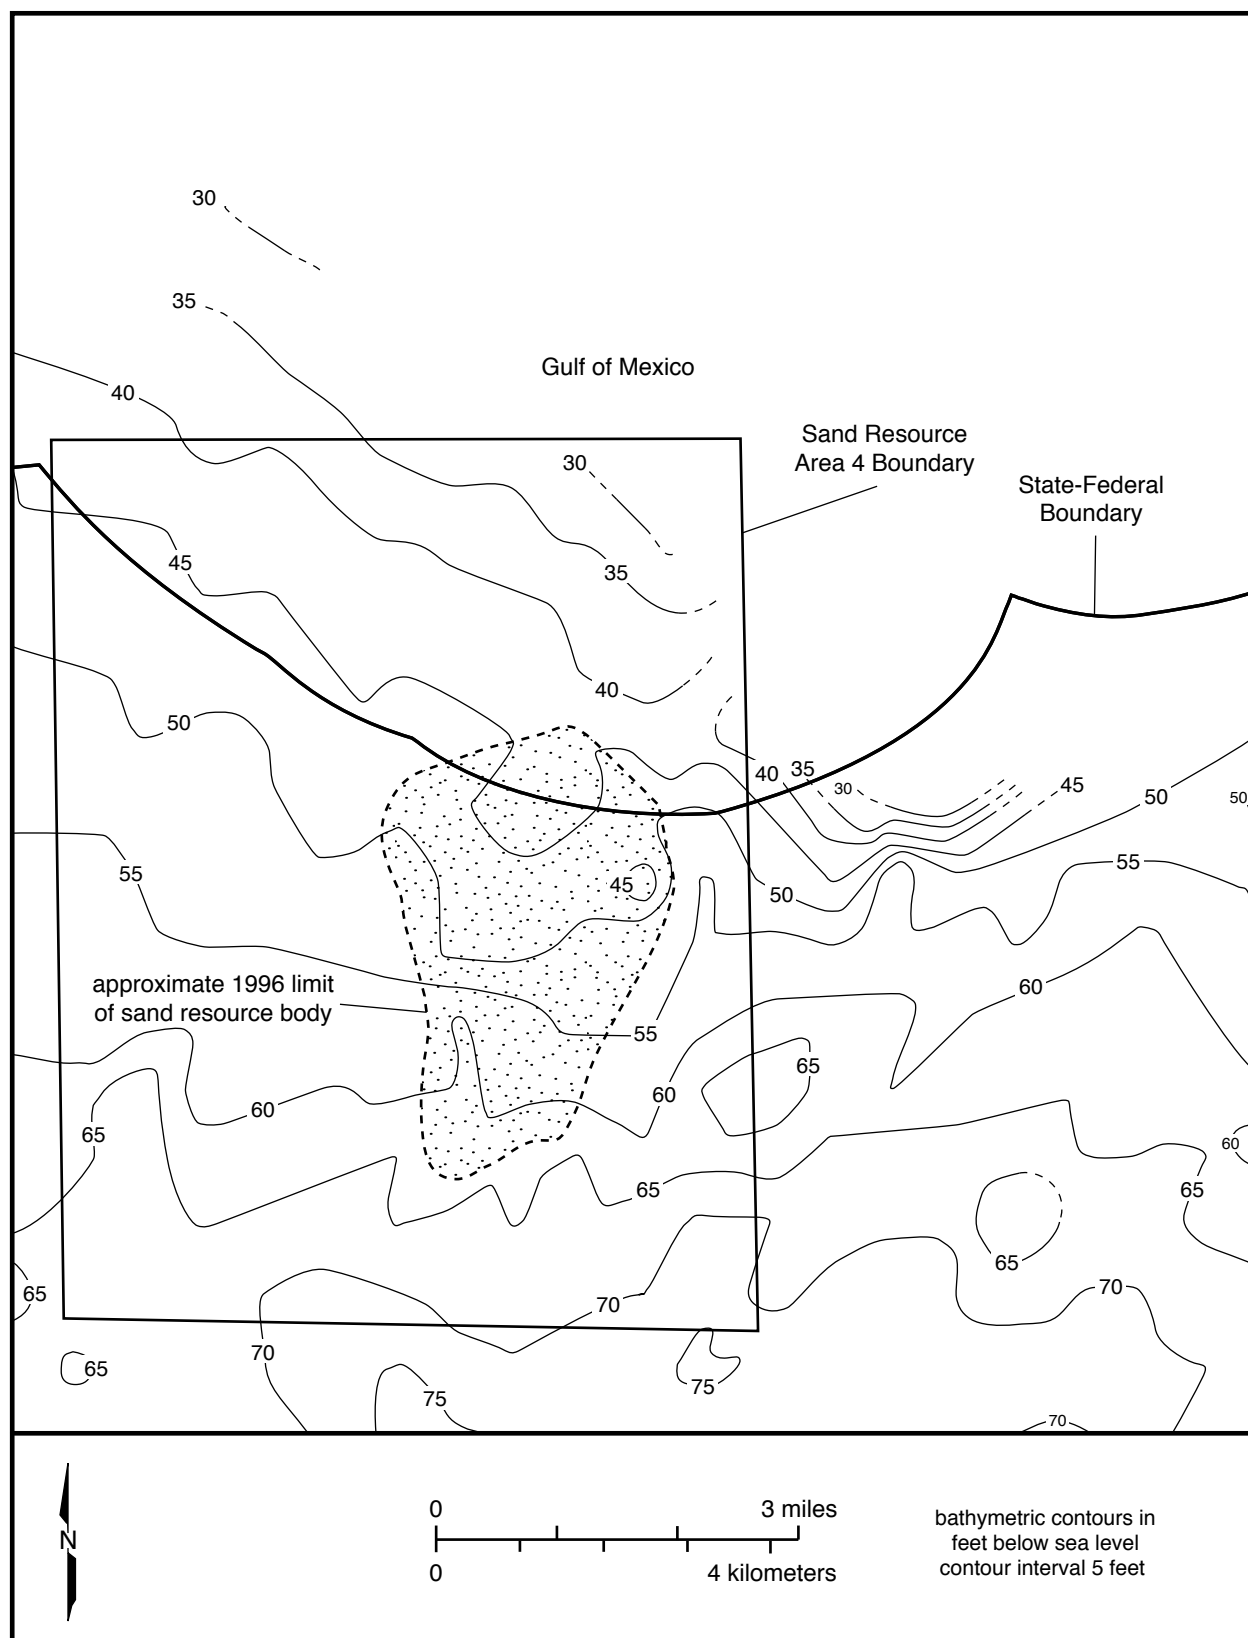 30
35
Gulf of Mexico
40
Sand Resource
Area 4 Boundary
30
State-Federal
Boundary
45
35
40
50
40
35
30
45
50
50
55
45
50
55
approximate 1996 limit
of sand resource body
60
55
65
60
60
65
60
65
65
65
65
65
70
70
70
65
75
75
70
N
0 3 miles
0 4 kilometers
bathymetric contours in
feet below sea level
contour interval 5 feet